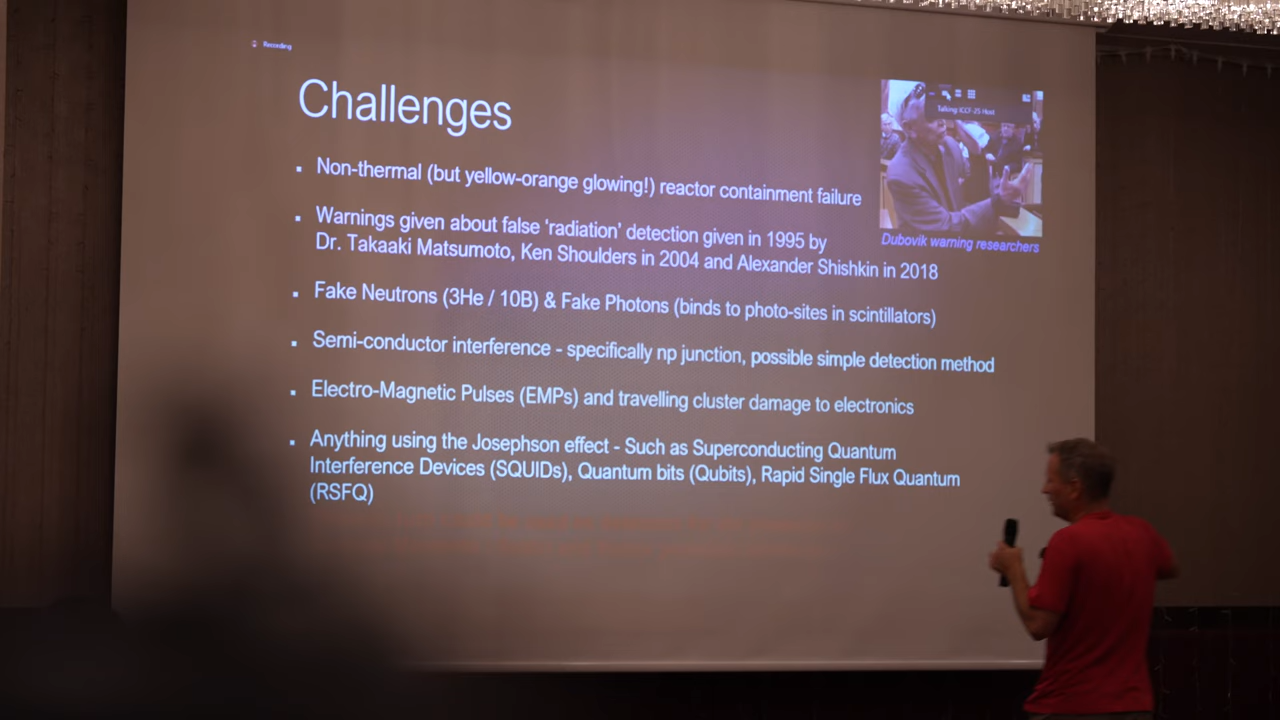 Recording
Challenges
Talking: ICCF-25 Host
Dubovik warning researchers
▪ Non-thermal (but yellow-orange glowing!) reactor containment failure
▪ Warnings given about false 'radiation' detection given in 1995 by
Dr. Takaaki Matsumoto, Ken Shoulders in 2004 and Alexander Shishkin in 2018
▪ Fake Neutrons (3He / 10B) & Fake Photons (binds to photo-sites in scintillators)
▪ Semi-conductor interference - specifically np junction, possible simple detection method
▪ Electro-Magnetic Pulses (EMPs) and travelling cluster damage to electronics
▪ Anything using the Josephson effect - Such as Superconducting Quantum
Interference Devices (SQUIDs), Quantum bits (Qubits), Rapid Single Flux Quantum
(RSFQ)